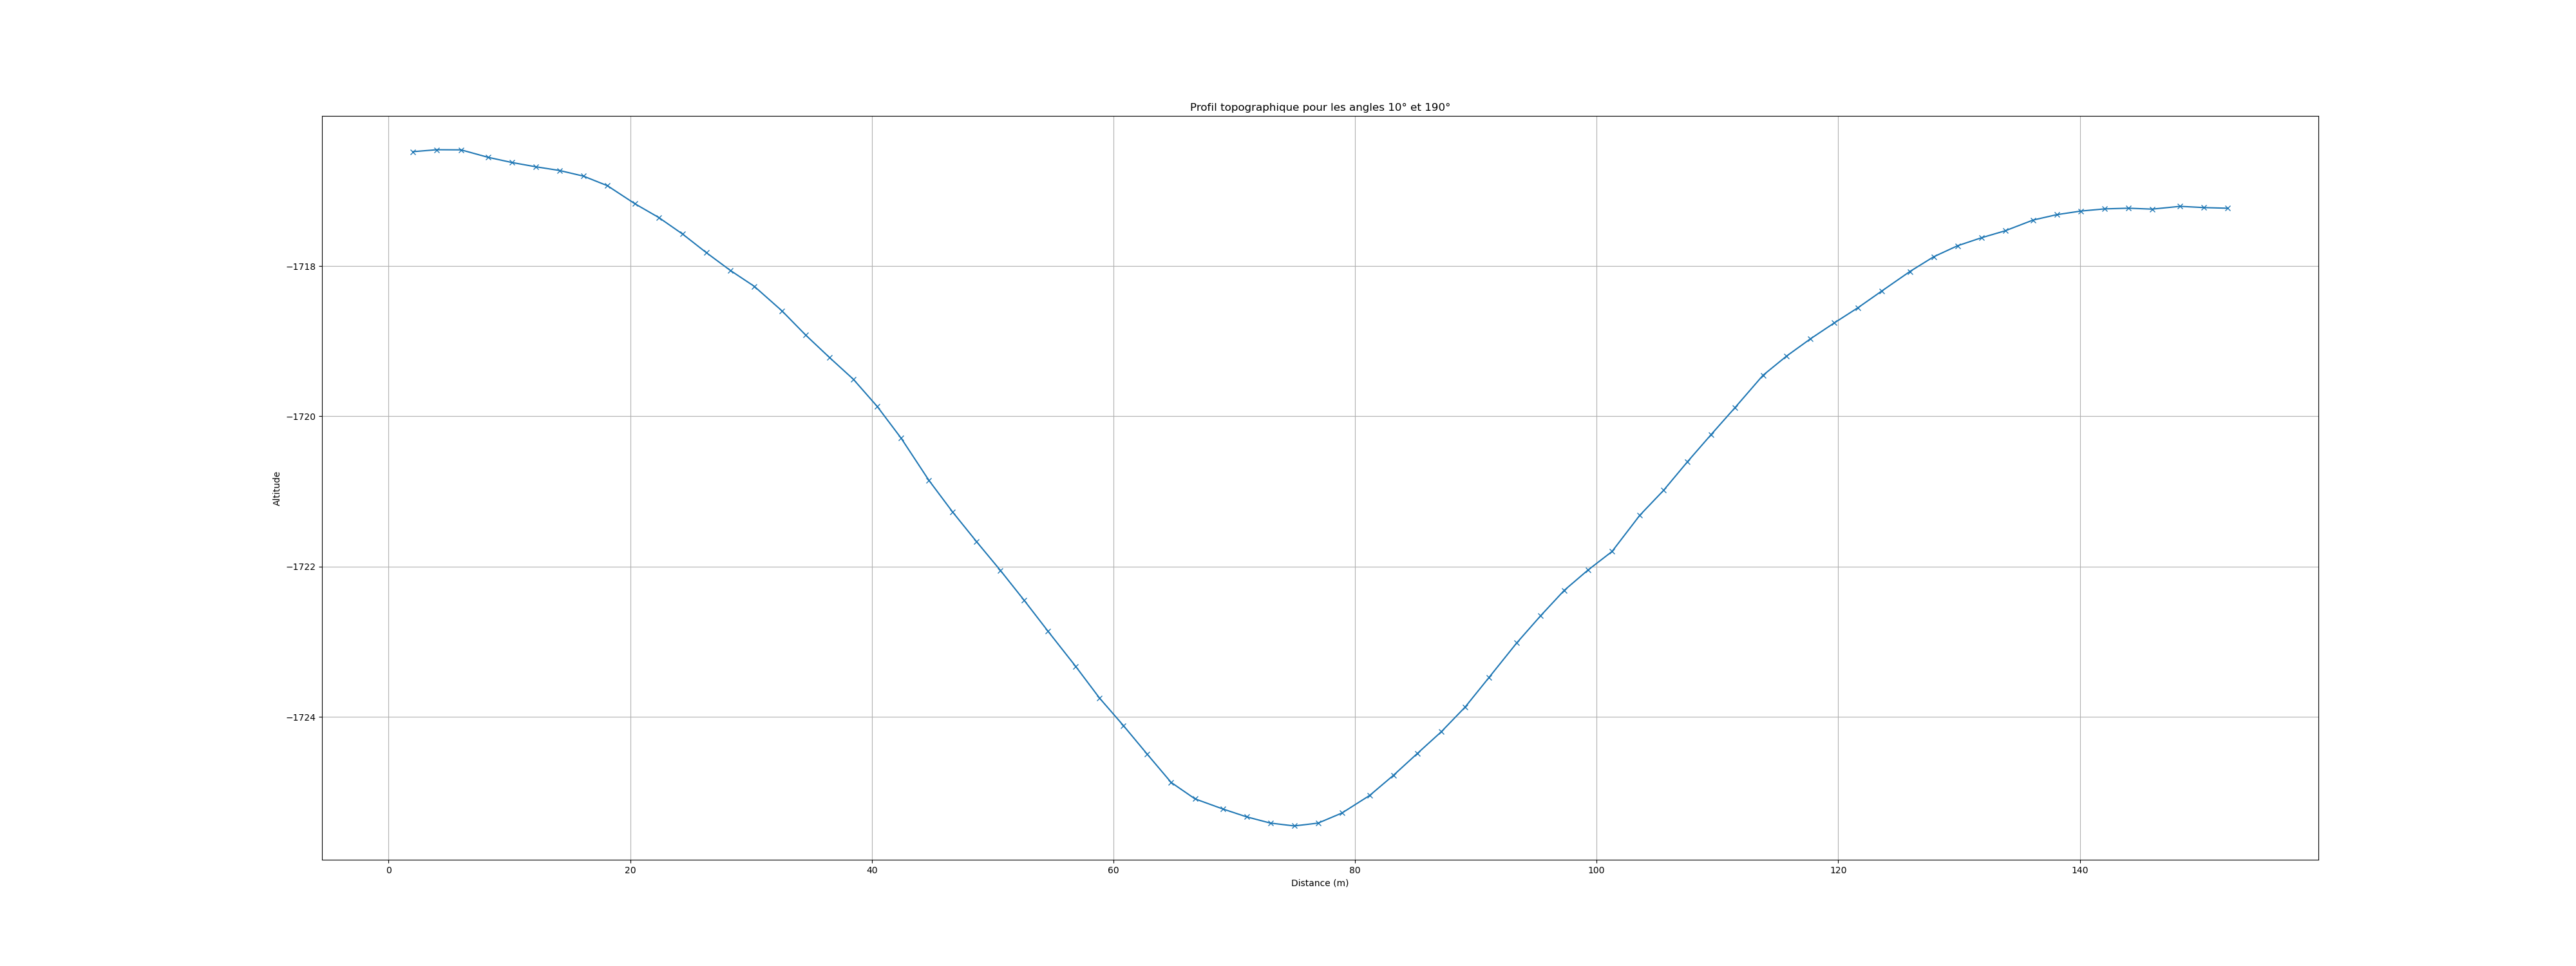 Profil topographique pour les angles 10° et 190°
−1718
−1720
−1722
−1724
Altitude
0 20 40 60 80 100 120 140
Distance (m)